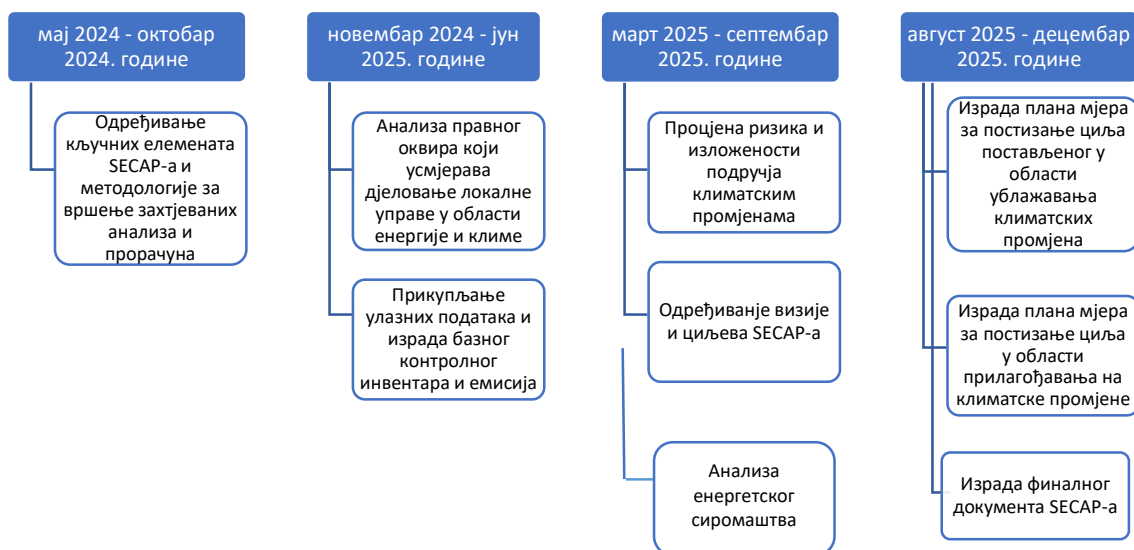 мај 2024 - октобар
2024. године
Одређивање
кључних елемената
SECAP-а и
методологије за
вршење захтјеваних
анализа и
прорачуна
новембар 2024 - јун
2025. године
Анализа правног
оквира који
усмјерава
дјеловање локалне
управе у области
енергије и климе
Прикупљање
улазних података и
израда базног
контролног
инвентара и емисија
март 2025 - септембар
2025. године
Процјена ризика и
изложености
подручја
климатским
промјенама
Одређиванје визије
и циљева SECAP-а
Анализа
енергетског
сиромаштва
август 2025 - децембар
2025. године
Израда плана мјера
за постизање циља
постављеног у
области
ублажавања
климатских
промјена
Израда плана мјера
за постизање циља
у области
прилагођавања на
климатске промјене
Израда финалног
документа SECAP-а